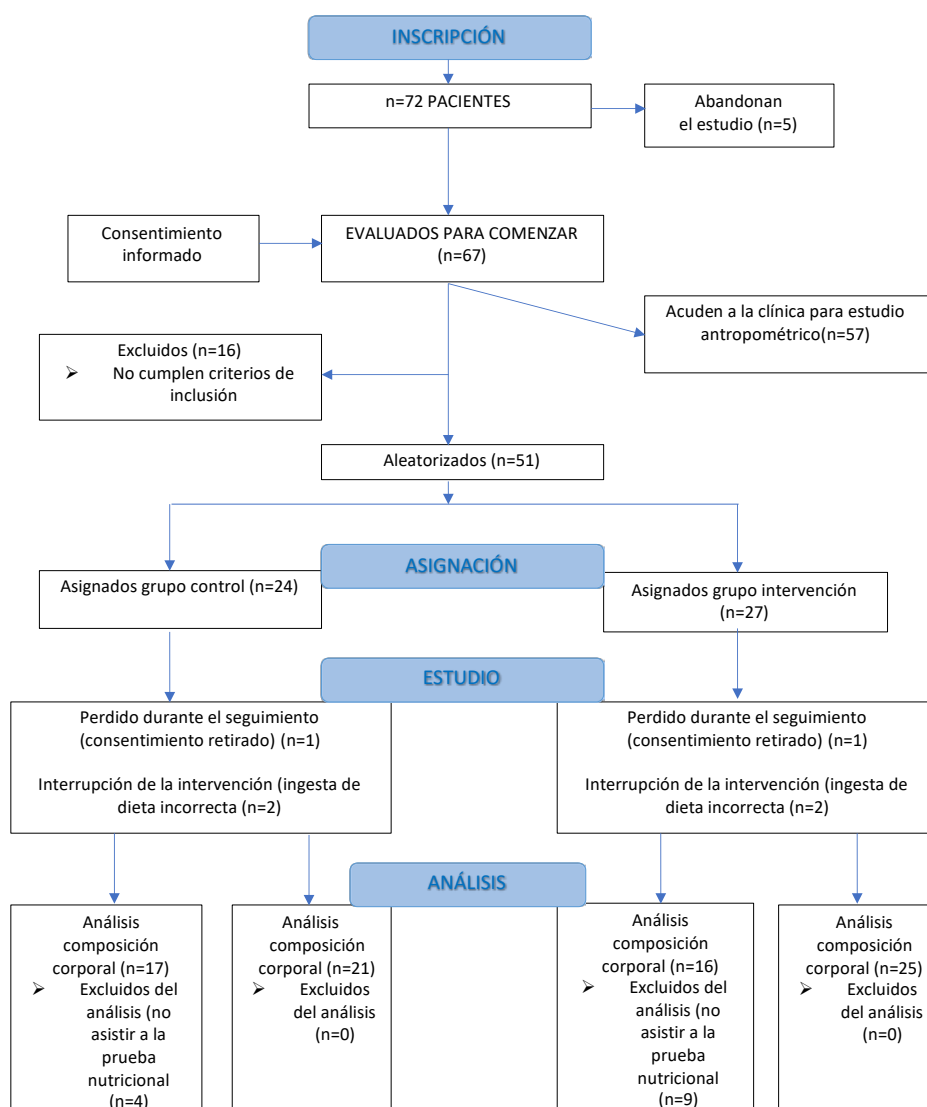 INSCRIPCIÓN
n=72 PACIENTES
Abandonan
el estudio (n=5)
Consentimiento
informado
EVALUADOS PARA COMENZAR
(n=67)
Acuden a la clínica para estudio
antropométrico(n=57)
Excluidos (n=16)
➢ No cumplen criterios de
inclusión
Aleatorizados (n=51)
ASIGNACIÓN
Asignados grupo control (n=24)
Asignados grupo intervención
(n=27)
ESTUDIO
Perdido durante el seguimiento
(consentimiento retirado) (n=1)
Interrupción de la intervención (ingesta de
dieta incorrecta (n=2)
Perdido durante el seguimiento
(consentimiento retirado) (n=1)
Interrupción de la intervención (ingesta de
dieta incorrecta (n=2)
ANÁLISIS
Análisis
composición
corporal (n=17)
➢ Excluidos del
análisis (no
asistir a la
prueba
nutricional
(n=4)
Análisis
composición
corporal (n=21)
➢ Excluidos
del análisis
(n=0)
Análisis
composición
corporal (n=16)
➢ Excluidos del
análisis (no
asistir a la
prueba
nutricional
(n=9)
Análisis
composición
corporal (n=25)
➢ Excluidos
del análisis
(n=0)